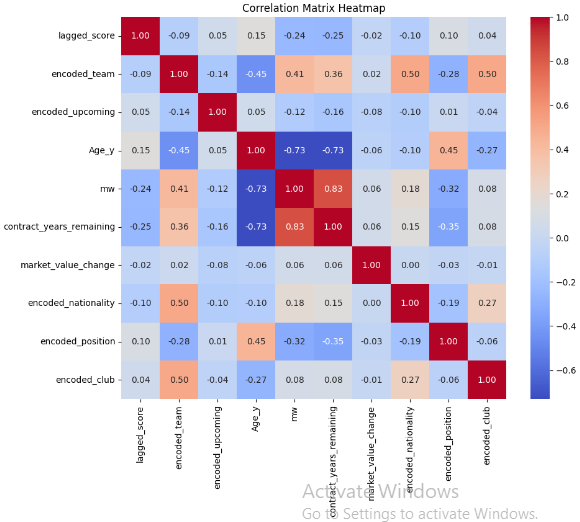 Correlation Matrix Heatmap
lagged_score 1.00 -0.09 0.05 0.15 -0.24 -0.25 -0.02 -0.10 0.10 0.04
encoded_team -0.09 1.00 -0.14 -0.45 0.41 0.36 0.02 0.50 -0.28 0.50
encoded_upcoming 0.05 -0.14 1.00 0.05 -0.12 -0.16 -0.08 -0.10 0.01 -0.04
Age_y 0.15 -0.45 0.05 1.00 -0.73 -0.73 -0.06 -0.10 0.45 -0.27
mw -0.24 0.41 -0.12 -0.73 1.00 0.83 0.06 0.18 -0.32 0.08
contract_years_remaining -0.25 0.36 -0.16 -0.73 0.83 1.00 0.06 0.15 -0.35 0.08
market_value_change -0.02 0.02 -0.08 -0.06 0.06 0.06 1.00 0.00 -0.03 -0.01
encoded_nationality -0.10 0.50 -0.10 -0.10 0.18 0.15 0.00 1.00 -0.19 0.27
encoded_position 0.10 -0.28 0.01 0.45 -0.32 -0.35 -0.03 -0.19 1.00 -0.06
encoded_club 0.04 0.50 -0.04 -0.27 0.08 0.08 -0.01 0.27 -0.06 1.00
lagged_score
encoded_team
encoded_upcoming
Age_y
mw
contract_years_remaining
market_value_change
encoded_nationality
encoded_position
encoded_club
1.0
0.8
0.6
0.4
0.2
0.0
-0.2
-0.4
-0.6
Activate Windows
Go to Settings to activate Windows.